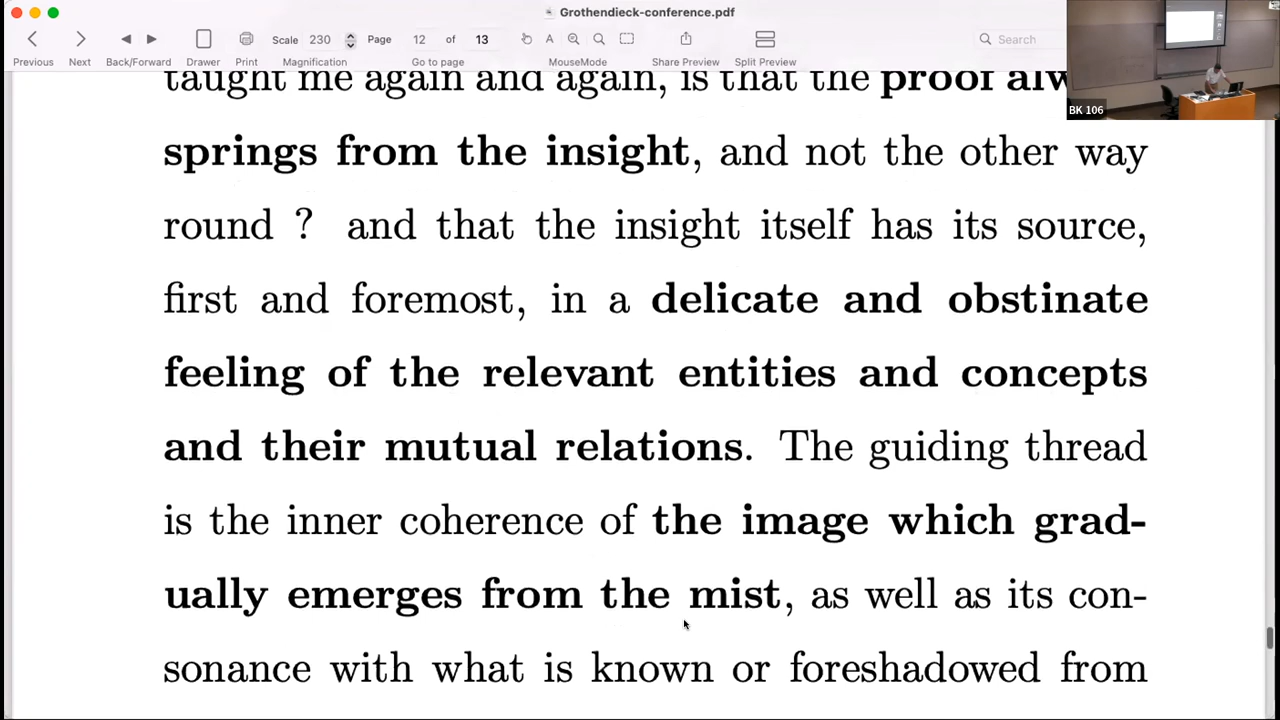 Grothendieck-conference.pdf
Scale 230 Page 12 of 13 Search
Previous Next Back/Forward Drawer Print Magnification Go to page MouseMode Share Preview Split Preview
BK 106
taught me again and again, is that the proof
springs from the insight, and not the other way
round ? and that the insight itself has its source,
first and foremost, in a delicate and obstinate
feeling of the relevant entities and concepts
and their mutual relations. The guiding thread
is the inner coherence of the image which grad-
ually emerges from the mist, as well as its con-
sonance with what is known or foreshadowed from